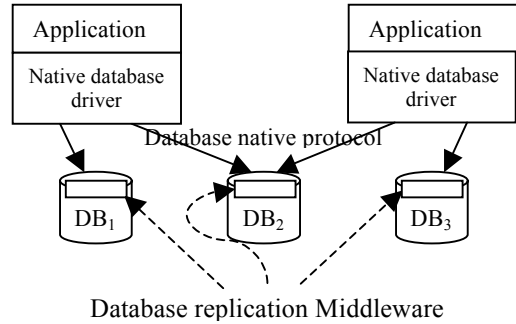 Application
Native database
driver
Application
Native database
driver
Database native protocol
DB₁
DB₂
DB₃
Database replication Middleware